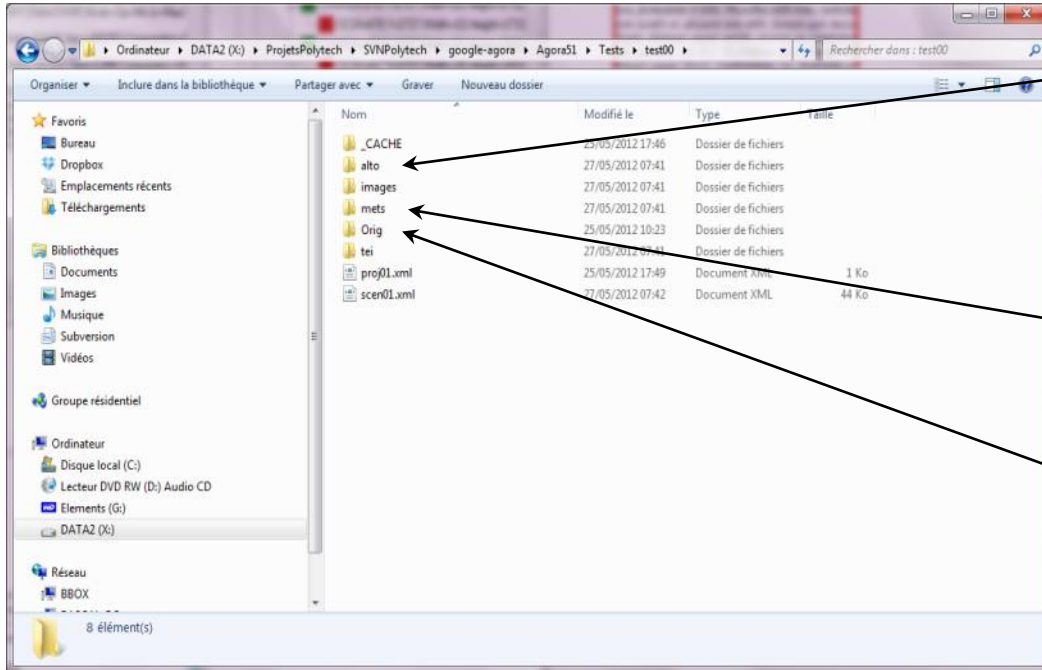 Ordinateur ▸ DATA2 (X:) ▸ ProjetsPolytech ▸ SVNPolytech ▸ google-agora ▸ Agora51 ▸ Tests ▸ test00 ▸ Rechercher dans : test00
Organiser Inclure dans la bibliothèque Partager avec Graver Nouveau dossier
Favoris
Bureau
Dropbox
Emplacements récents
Téléchargements
Bibliothèques
Documents
Images
Musique
Subversion
Vidéos
Groupe résidentiel
Ordinateur
Disque local (C:)
Lecteur DVD RW (D:) Audio CD
Elements (G:)
DATA2 (X:)
Réseau
BBOX
Nom Modifié le Type Taille
_CACHE 25/05/2012 17:46 Dossier de fichiers
alto 27/05/2012 07:41 Dossier de fichiers
images 27/05/2012 07:41 Dossier de fichiers
mets 27/05/2012 07:41 Dossier de fichiers
Orig 25/05/2012 10:23 Dossier de fichiers
tei 27/05/2012 07:41 Dossier de fichiers
proj01.xml 25/05/2012 17:49 Document XML 1 Ko
scen01.xml 27/05/2012 07:42 Document XML 44 Ko
8 élément(s)